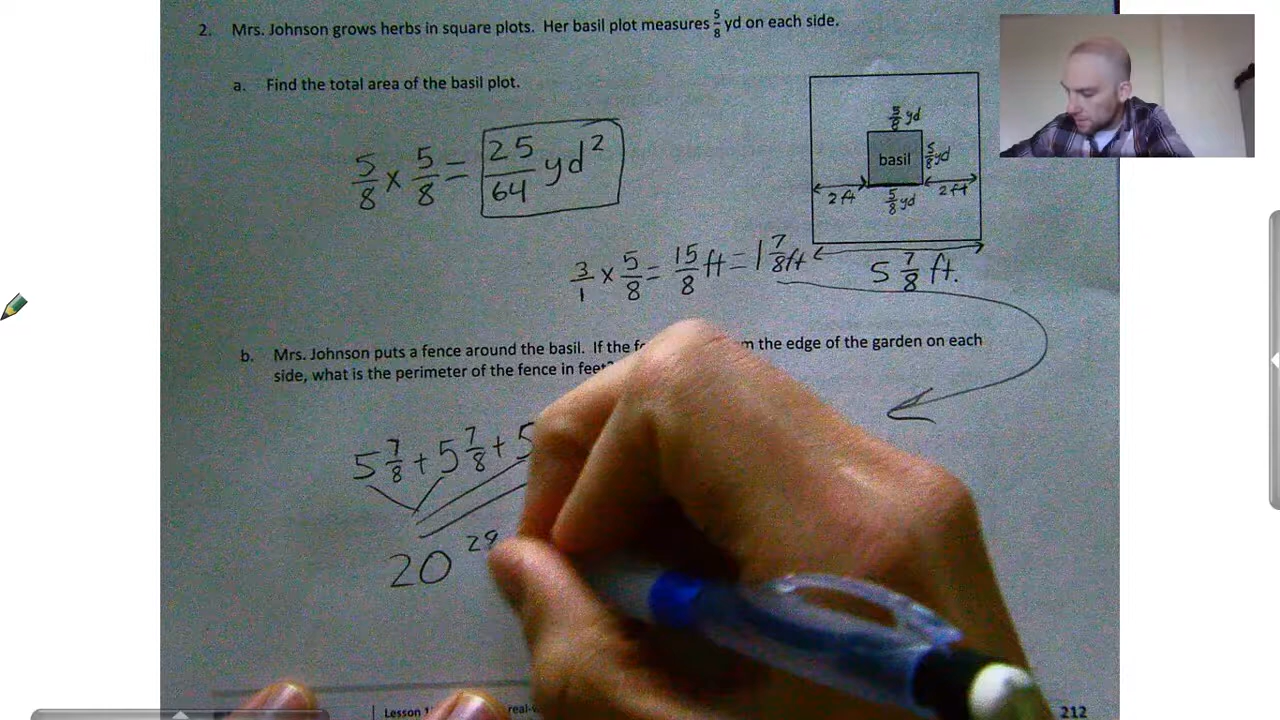 2. Mrs. Johnson grows herbs in square plots. Her basil plot measures 5/8 yd on each side.
a. Find the total area of the basil plot.
5/8 × 5/8 = 25/64 yd²
5/8 yd
basil
5/8 yd
2 ft
5/8 yd
2 ft
3/1 × 5/8 = 15/8 ft = 1 7/8 ft
5 7/8 ft.
b. Mrs. Johnson puts a fence around the basil. If the m the edge of the garden on each
side, what is the perimeter of the fence in feet
5 7/8 + 5 7/8 + 5
20 28
Lesson 1
212